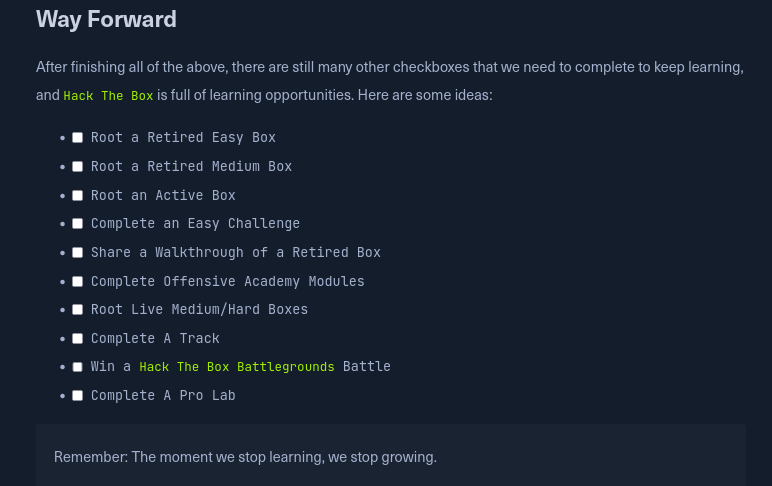 Way Forward
After finishing all of the above, there are still many other checkboxes that we need to complete to keep learning,
and Hack The Box is full of learning opportunities. Here are some ideas:
Root a Retired Easy Box
Root a Retired Medium Box
Root an Active Box
Complete an Easy Challenge
Share a Walkthrough of a Retired Box
Complete Offensive Academy Modules
Root Live Medium/Hard Boxes
Complete A Track
Win a Hack The Box Battlegrounds Battle
Complete A Pro Lab
Remember: The moment we stop learning, we stop growing.